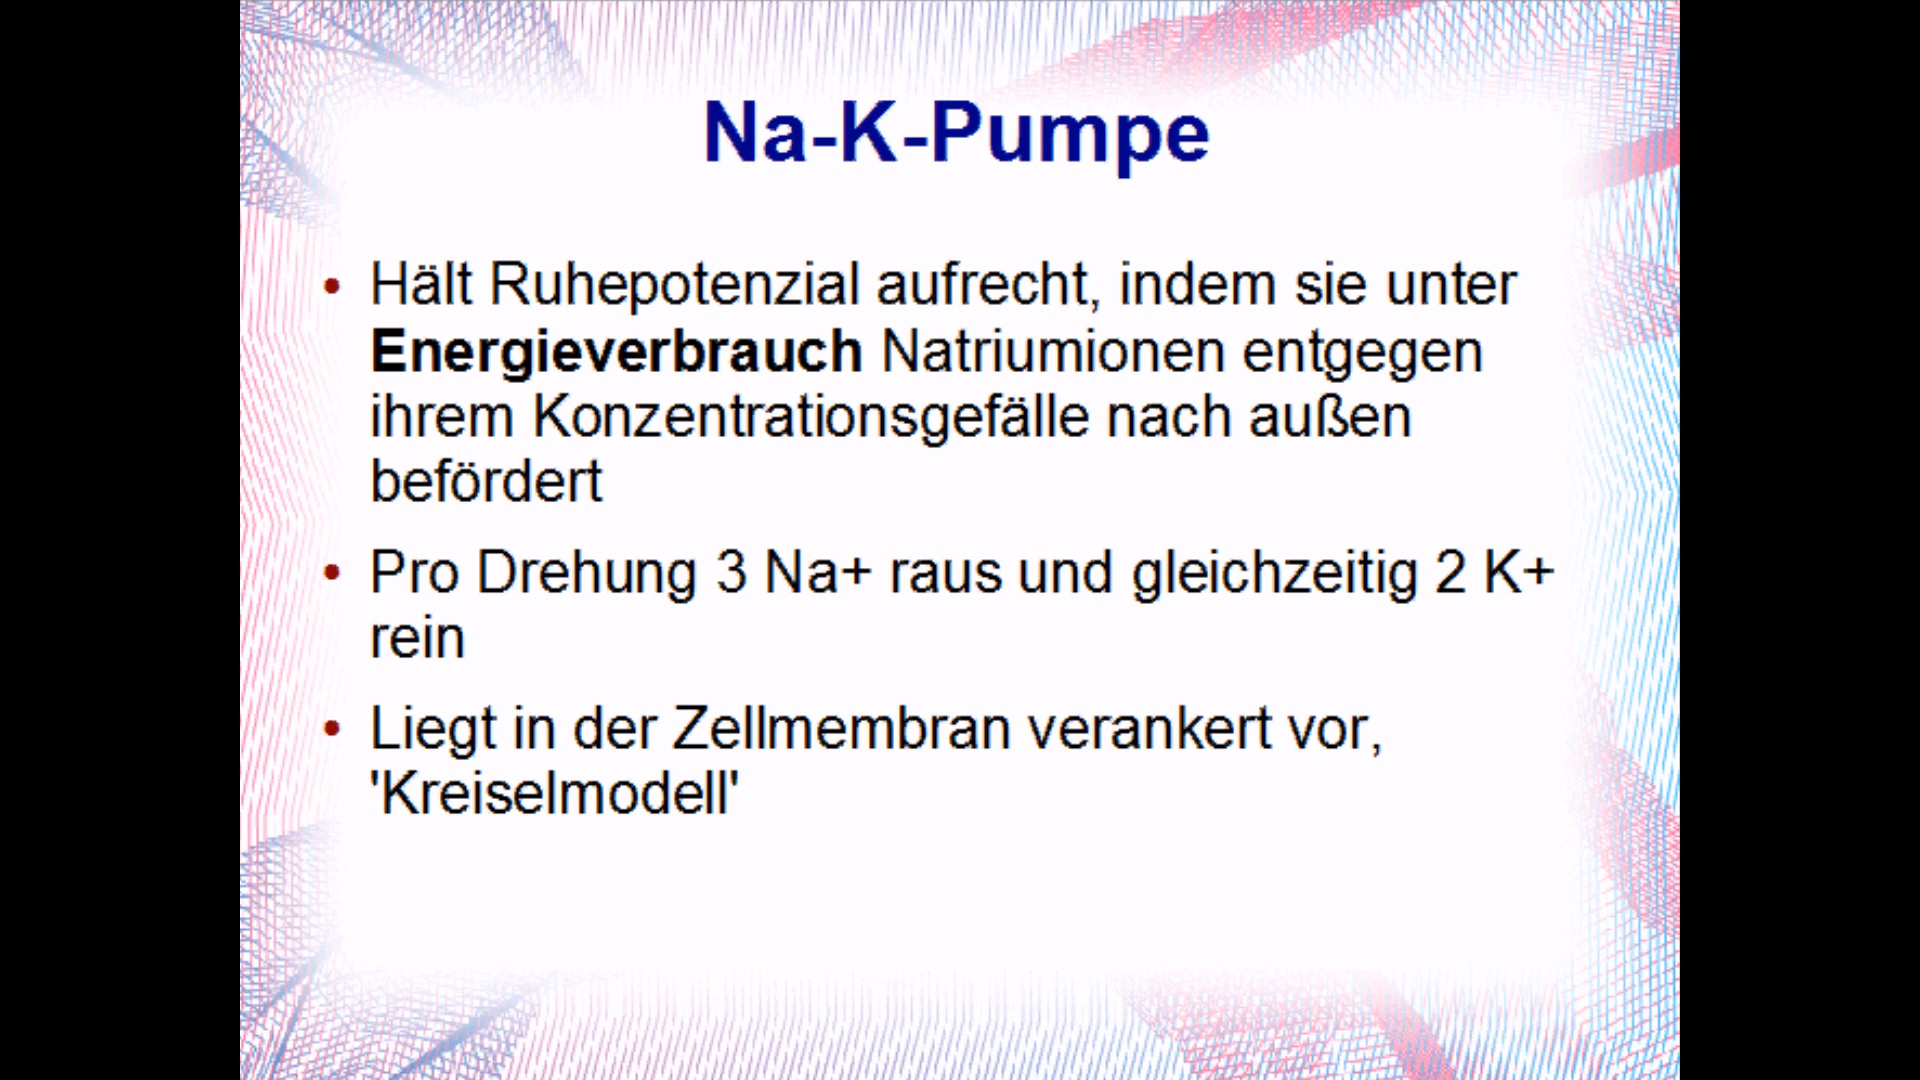 Na-K-Pumpe
• Hält Ruhepotenzial aufrecht, indem sie unter
Energieverbrauch Natriumionen entgegen
ihrem Konzentrationsgefälle nach außen
befördert
• Pro Drehung 3 Na+ raus und gleichzeitig 2 K+
rein
• Liegt in der Zellmembran verankert vor,
'Kreiselmodell'